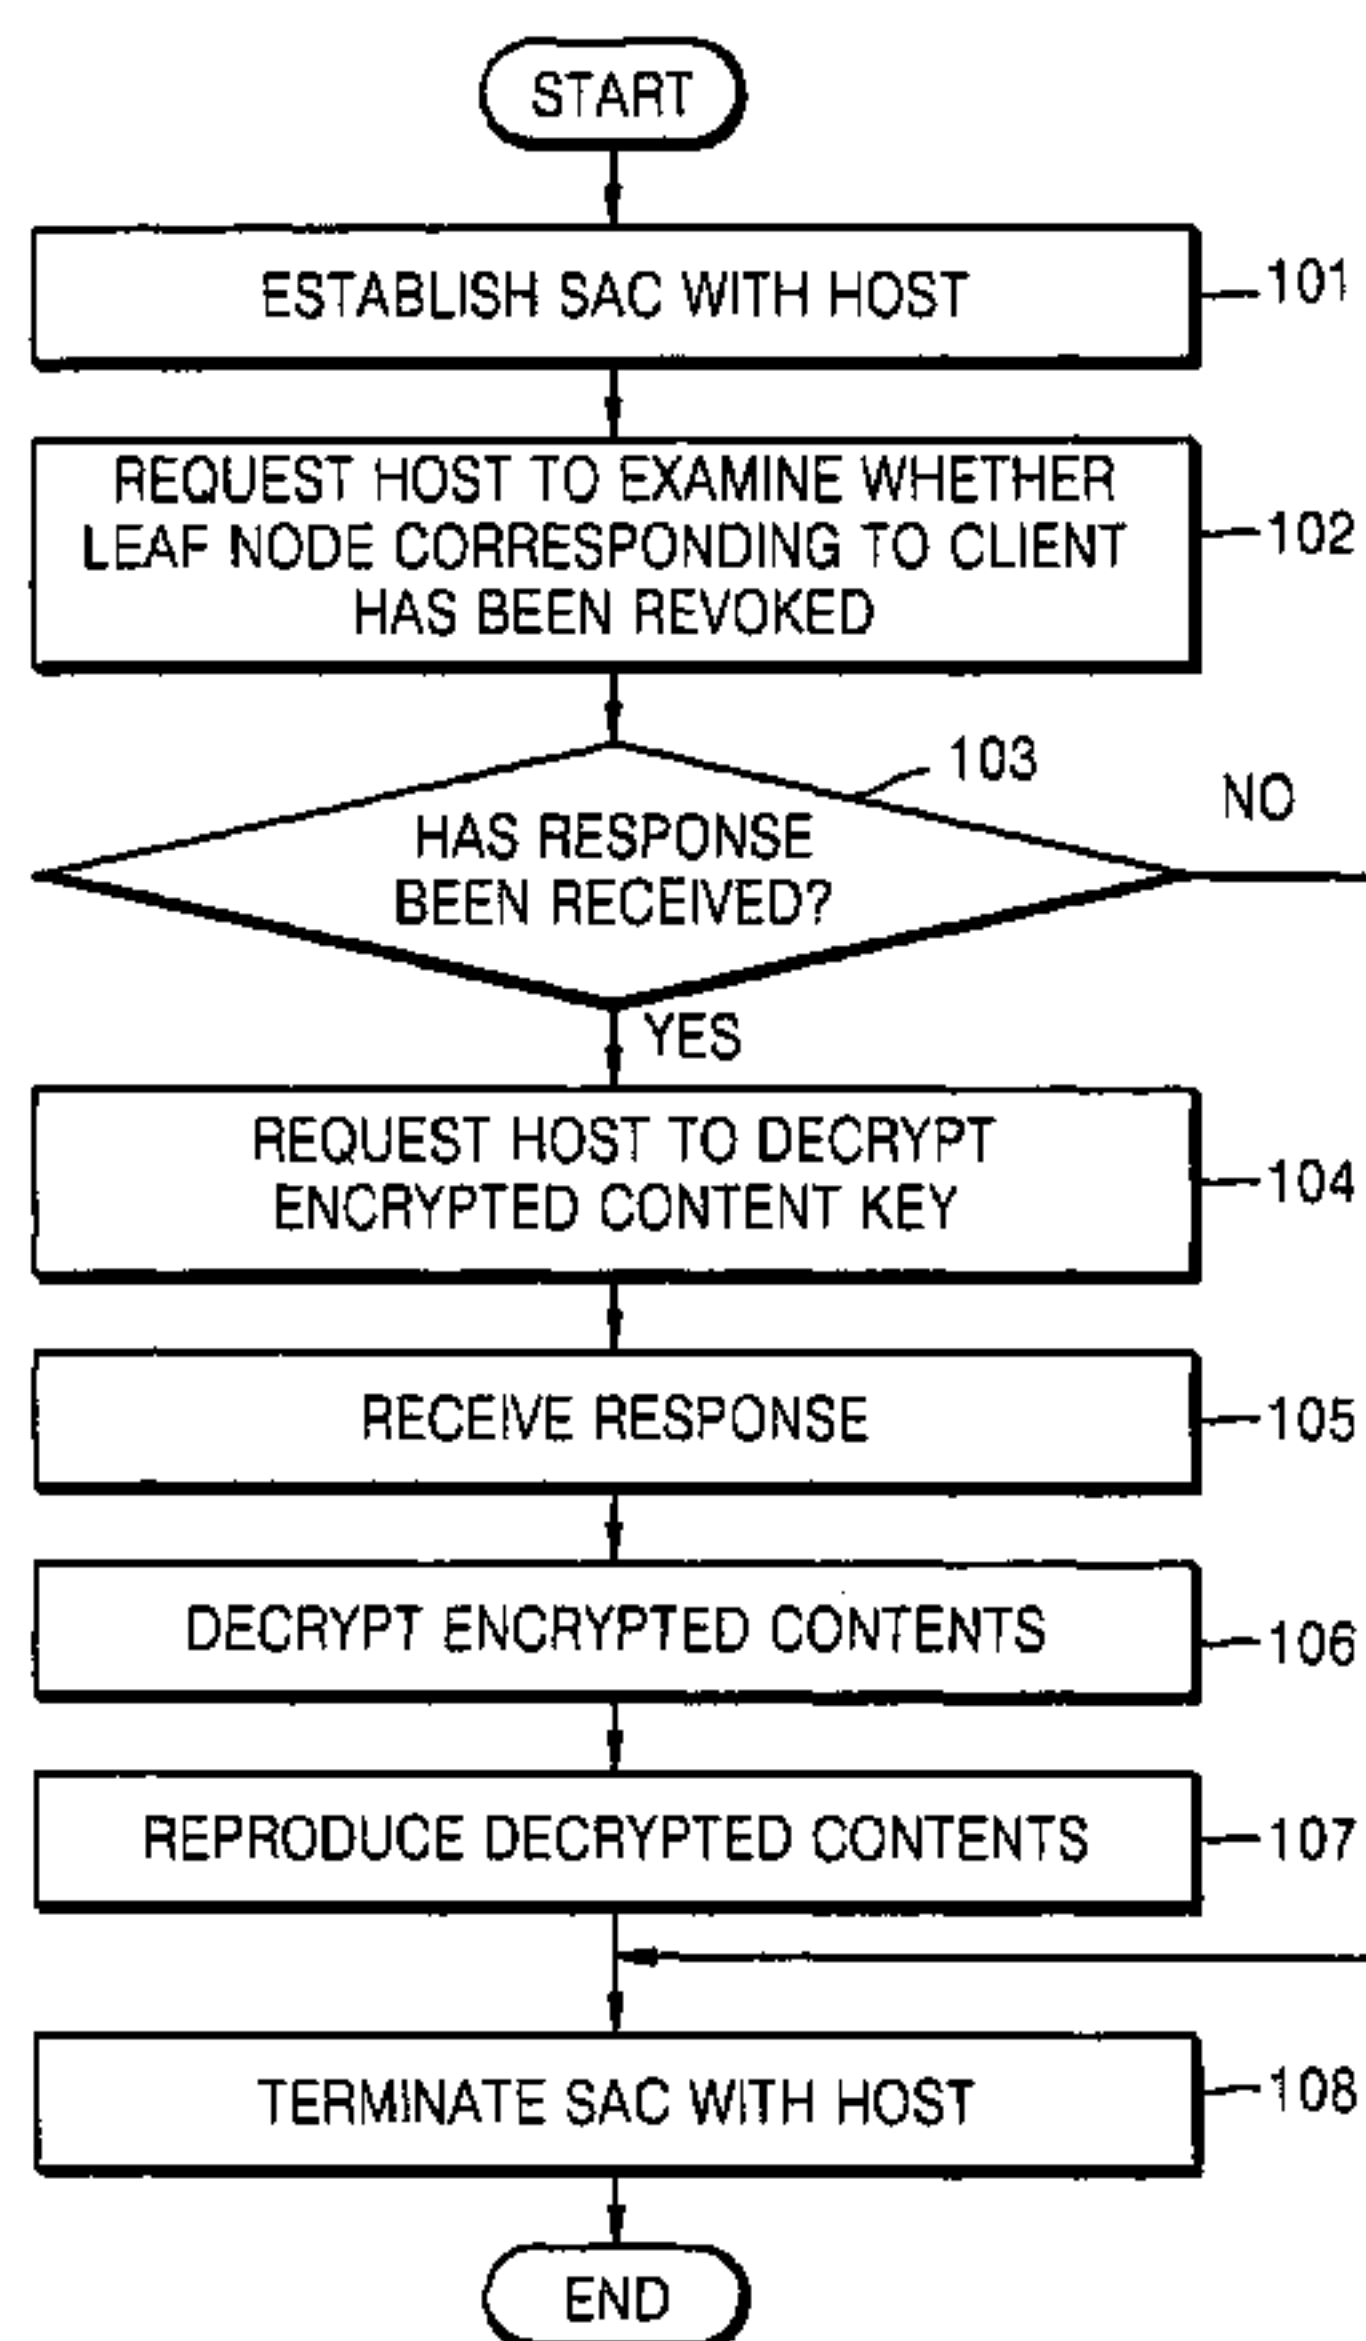 START
ESTABLISH SAC WITH HOST
101
REQUEST HOST TO EXAMINE WHETHER
LEAF NODE CORRESPONDING TO CLIENT
HAS BEEN REVOKED
102
103
NO
HAS RESPONSE
BEEN RECEIVED?
YES
REQUEST HOST TO DECRYPT
ENCRYPTED CONTENT KEY
104
RECEIVE RESPONSE
105
DECRYPT ENCRYPTED CONTENTS
106
REPRODUCE DECRYPTED CONTENTS
107
TERMINATE SAC WITH HOST
108
END